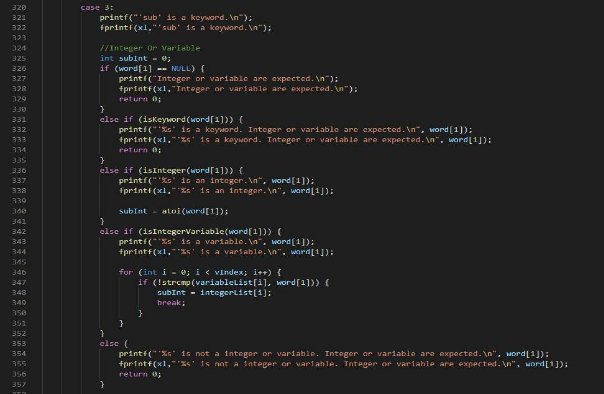 320 case 3:
321 printf("'sub' is a keyword.\n");
322 fprintf(xl,"'sub' is a keyword.\n");
323
324 //Integer Or Variable
325 int subInt = 0;
326 if (word[1] == NULL) {
327 printf("Integer or variable are expected.\n");
328 fprintf(xl,"Integer or variable are expected.\n");
329 return 0;
330 }
331 else if (isKeyword(word[1])) {
332 printf("'%s' is a keyword. Integer or variable are expected.\n", word[1]);
333 fprintf(xl,"'%s' is a keyword. Integer or variable are expected.\n", word[1]);
334 return 0;
335 }
336 else if (isInteger(word[1])) {
337 printf("'%s' is an integer.\n", word[1]);
338 fprintf(xl,"'%s' is an integer.\n", word[1]);
339
340 subInt = atoi(word[1]);
341 }
342 else if (isIntegerVariable(word[1])) {
343 printf("'%s' is a variable.\n", word[1]);
344 fprintf(xl,"'%s' is a variable.\n", word[1]);
345
346 for (int i = 0; i < vIndex; i++) {
347 if (!strcmp(variableList[i], word[1])) {
348 subInt = integerList[i];
349 break;
350 }
351 }
352 }
353 else {
354 printf("'%s' is not a integer or variable. Integer or variable are expected.\n", word[1]);
355 fprintf(xl,"'%s' is not a integer or variable. Integer or variable are expected.\n", word[1]);
356 return 0;
357 }